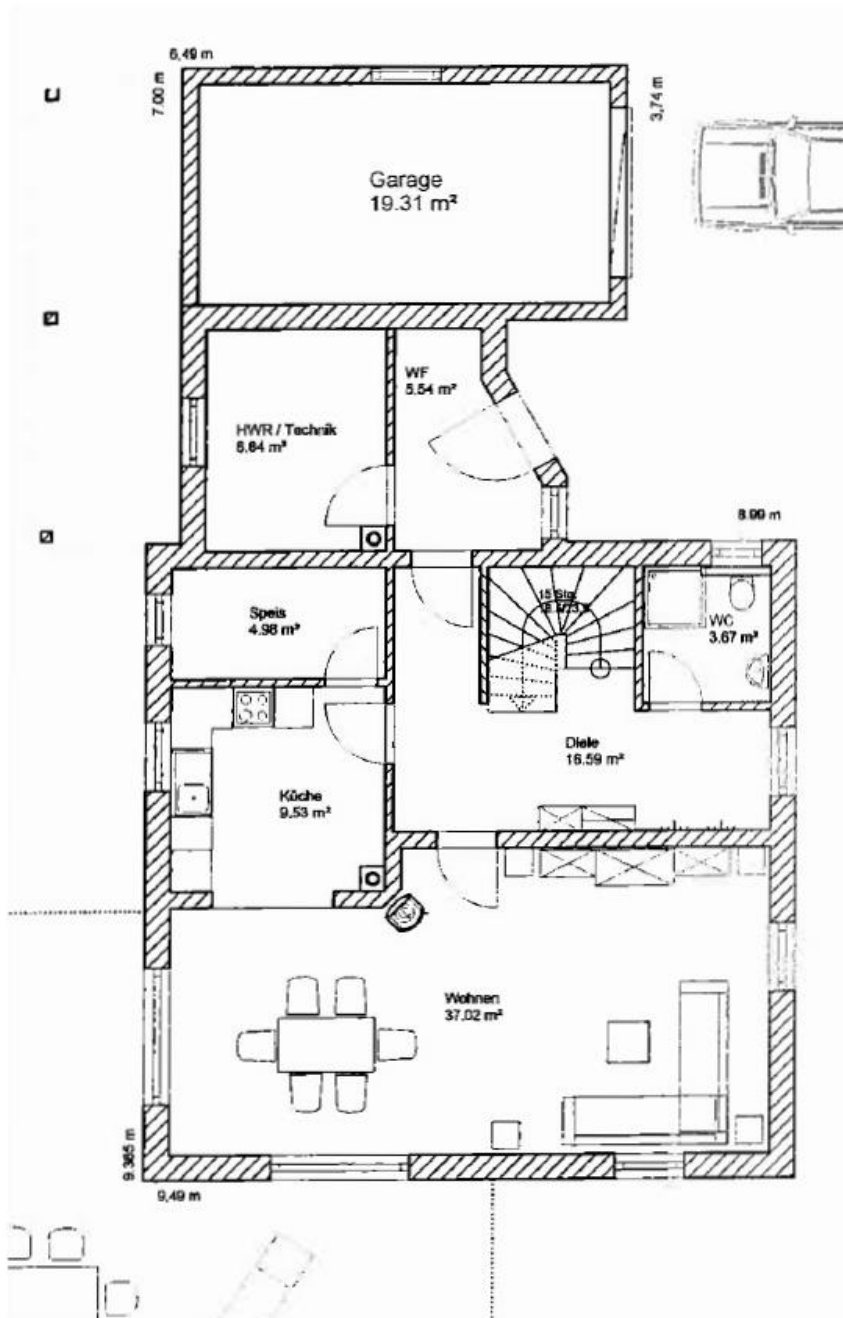 6,49 m
7.00 m
3,74 m
Garage
19.31 m²
WF
5.54 m²
HWR / Technik
6.64 m²
8.99 m
15 Stg.
Speis
4.98 m²
WC
3.67 m²
Diele
16.59 m²
Küche
9.53 m²
Wohnen
37,02 m²
9.365 m
9,49 m